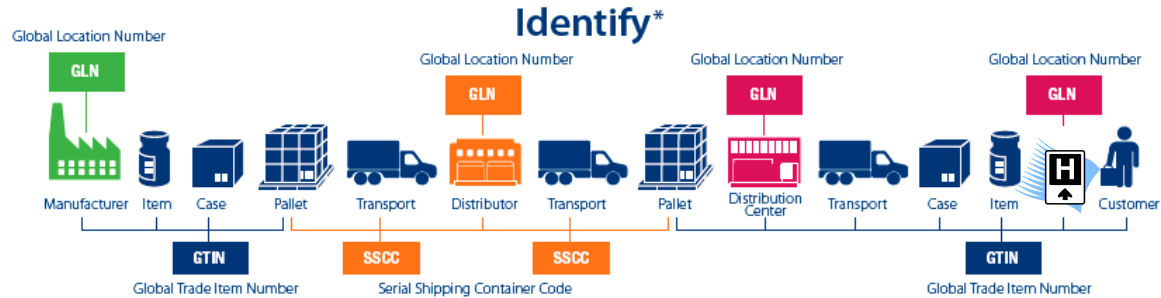 Identify*
Global Location Number
GLN
Global Location Number
GLN
Global Location Number
GLN
Global Location Number
GLN
H
Manufacturer
Item
Case
Pallet
Transport
Distributor
Transport
Pallet
Distribution
Center
Transport
Case
Item
Customer
GTIN
Global Trade Item Number
SSCC
SSCC
Serial Shipping Container Code
GTIN
Global Trade Item Number